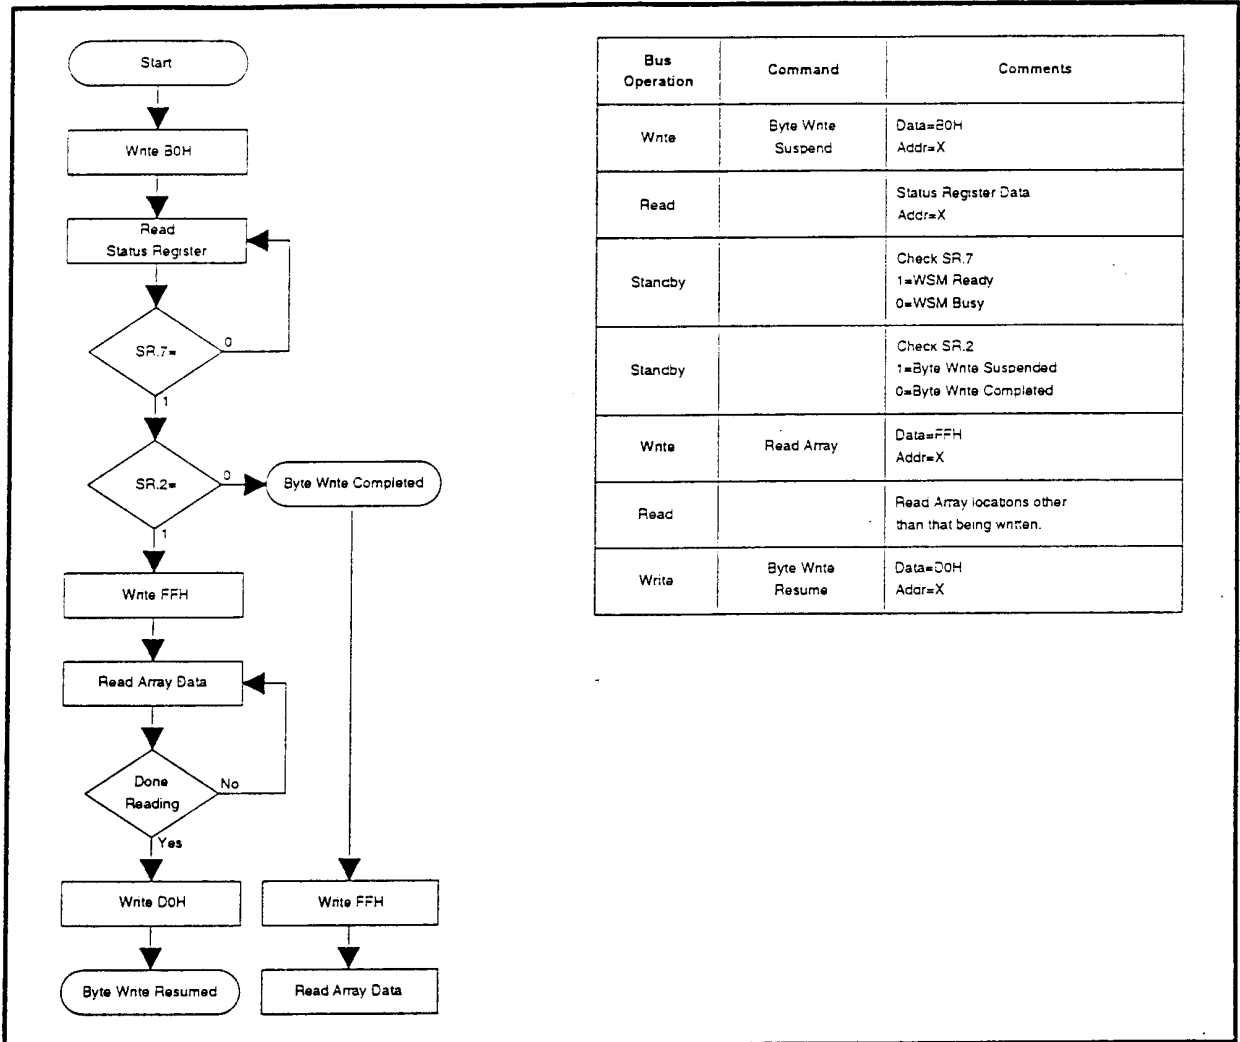 Start
Write B0H
Read
Status Register
SR.7=
0
1
SR.2=
0
Byte Write Completed
1
Write FFH
Read Array Data
Done
Reading
No
Yes
Write D0H
Write FFH
Byte Write Resumed
Read Array Data
Bus
Operation
Command
Comments
Write
Byte Write
Suspend
Data=B0H
Addr=X
Read
Status Register Data
Addr=X
Standby
Check SR.7
1=WSM Ready
0=WSM Busy
Standby
Check SR.2
1=Byte Write Suspended
0=Byte Write Completed
Write
Read Array
Data=FFH
Addr=X
Read
Read Array locations other
than that being written.
Write
Byte Write
Resume
Data=D0H
Addr=X